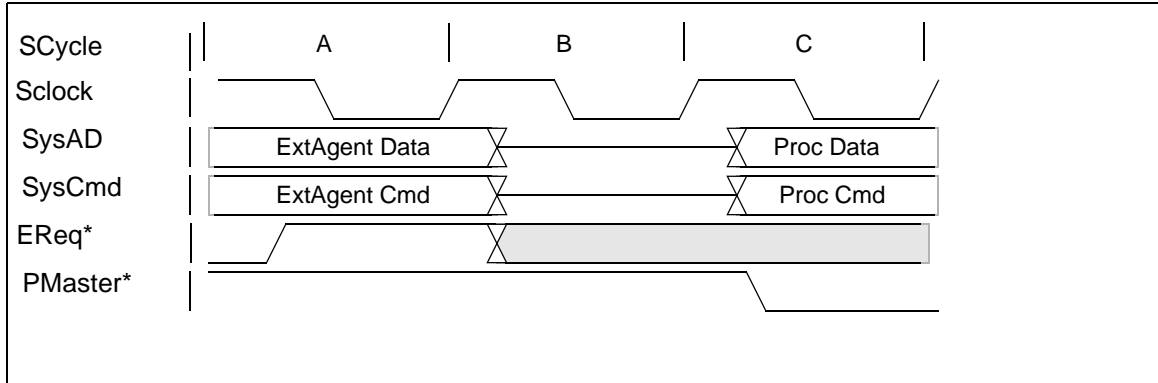 SCycle A B C
Sclock
SysAD ExtAgent Data Proc Data
SysCmd ExtAgent Cmd Proc Cmd
EReq*
PMaster*